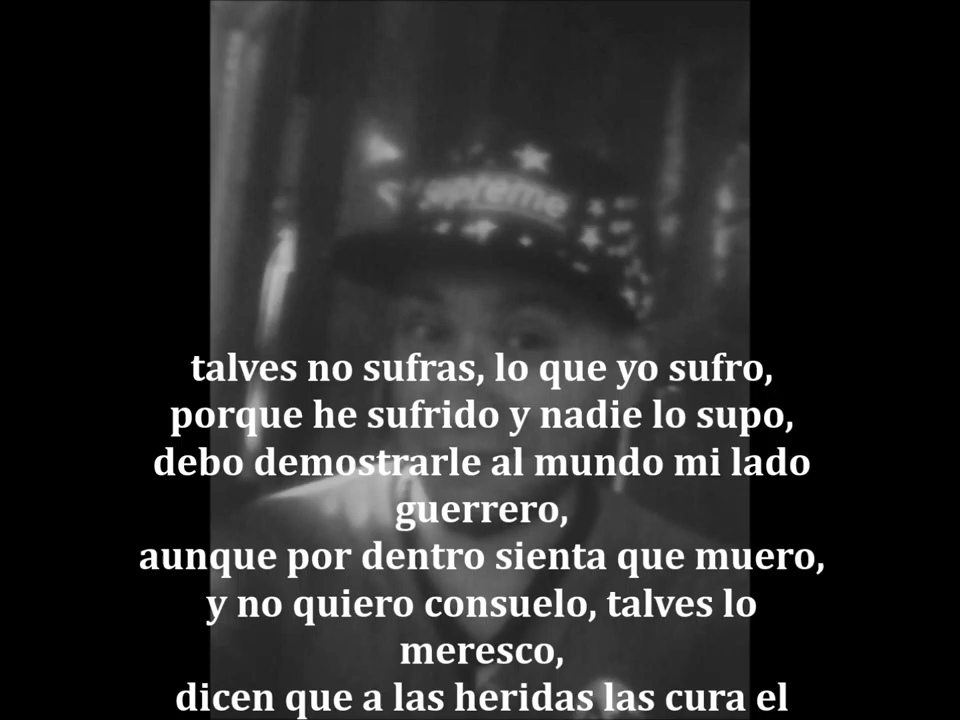 Supreme
talves no sufras, lo que yo sufro,
porque he sufrido y nadie lo supo,
debo demostrarle al mundo mi lado
guerrero,
aunque por dentro sienta que muero,
y no quiero consuelo, talves lo
meresco,
dicen que a las heridas las cura el